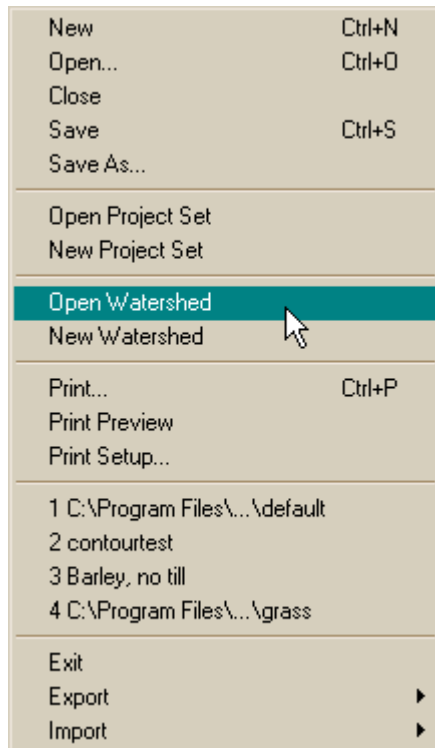 New Ctrl+N
Open... Ctrl+O
Close
Save Ctrl+S
Save As...
Open Project Set
New Project Set
Open Watershed
New Watershed
Print... Ctrl+P
Print Preview
Print Setup...
1 C:\Program Files\...\default
2 contourtest
3 Barley, no till
4 C:\Program Files\...\grass
Exit
Export
Import